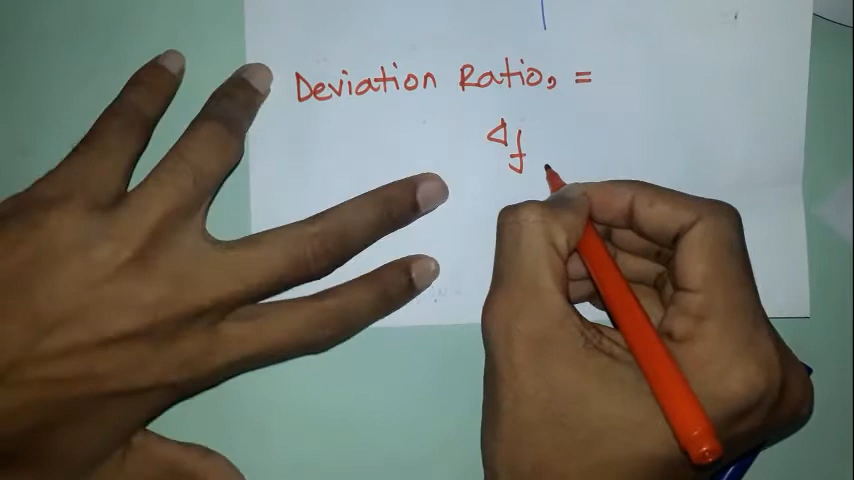 Deviation Ratio, =
Δf